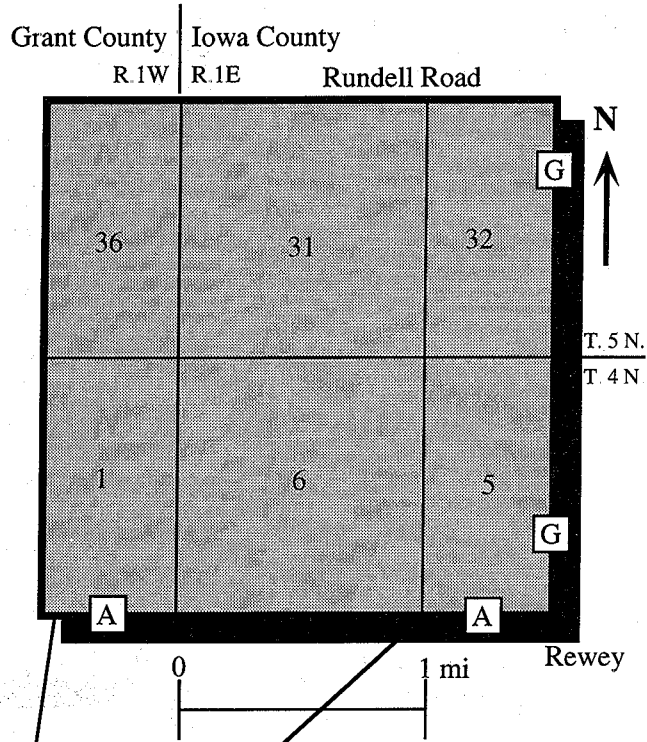 Grant County Iowa County
R.1W R.1E Rundell Road
N
G
36 31 32
T. 5 N.
T. 4 N
1 6 5
G
A A
Rewey
0 1 mi